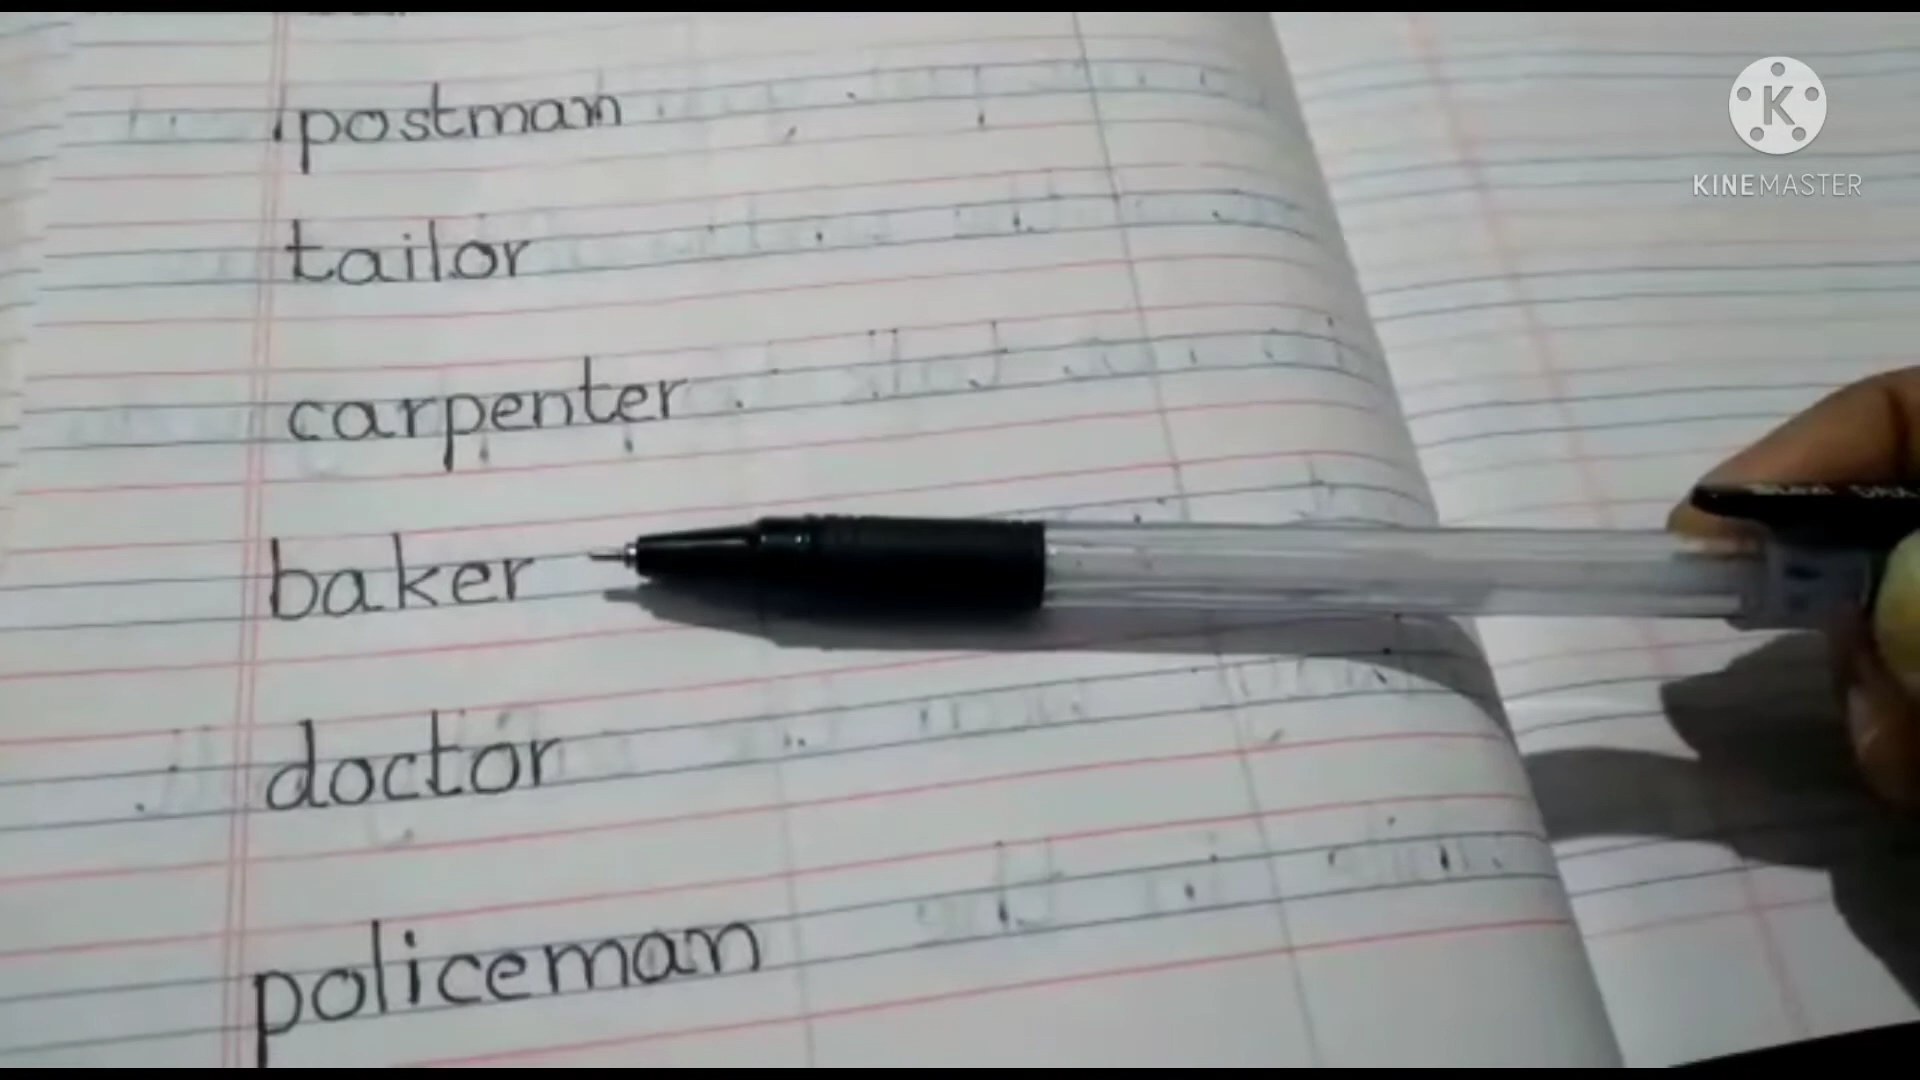 postman
KINEMASTER
tailor
carpenter
baker
doctor
policeman